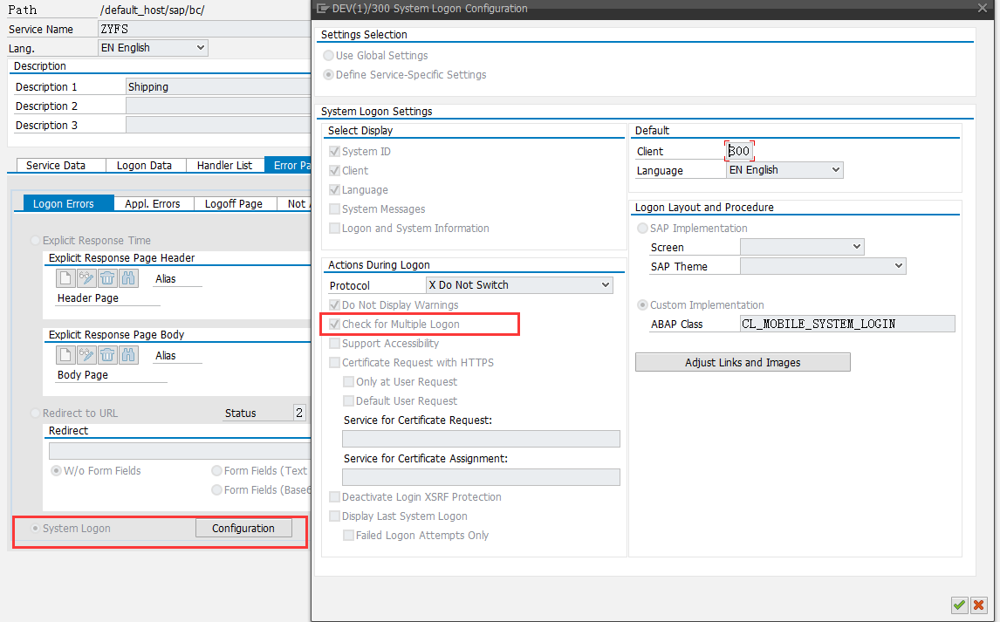 Path /default_host/sap/bc/
Service Name ZYFS
Lang. EN English
Description
Description 1 Shipping
Description 2
Description 3
Service Data Logon Data Handler List Error Pa
Logon Errors Appl. Errors Logoff Page Not
Explicit Response Time
Explicit Response Page Header
Alias
Header Page
Explicit Response Page Body
Alias
Body Page
Redirect to URL Status 2
Redirect
W/o Form Fields Form Fields (Text
Form Fields (Base6
System Logon Configuration
DEV(1)/300 System Logon Configuration
Settings Selection
Use Global Settings
Define Service-Specific Settings
System Logon Settings
Select Display
System ID
Client
Language
System Messages
Logon and System Information
Actions During Logon
Protocol X Do Not Switch
Do Not Display Warnings
Check for Multiple Logon
Support Accessibility
Certificate Request with HTTPS
Only at User Request
Default User Request
Service for Certificate Request:
Service for Certificate Assignment:
Deactivate Login XSRF Protection
Display Last System Logon
Failed Logon Attempts Only
Default
Client 300
Language EN English
Logon Layout and Procedure
SAP Implementation
Screen
SAP Theme
Custom Implementation
ABAP Class CL_MOBILE_SYSTEM_LOGIN
Adjust Links and Images